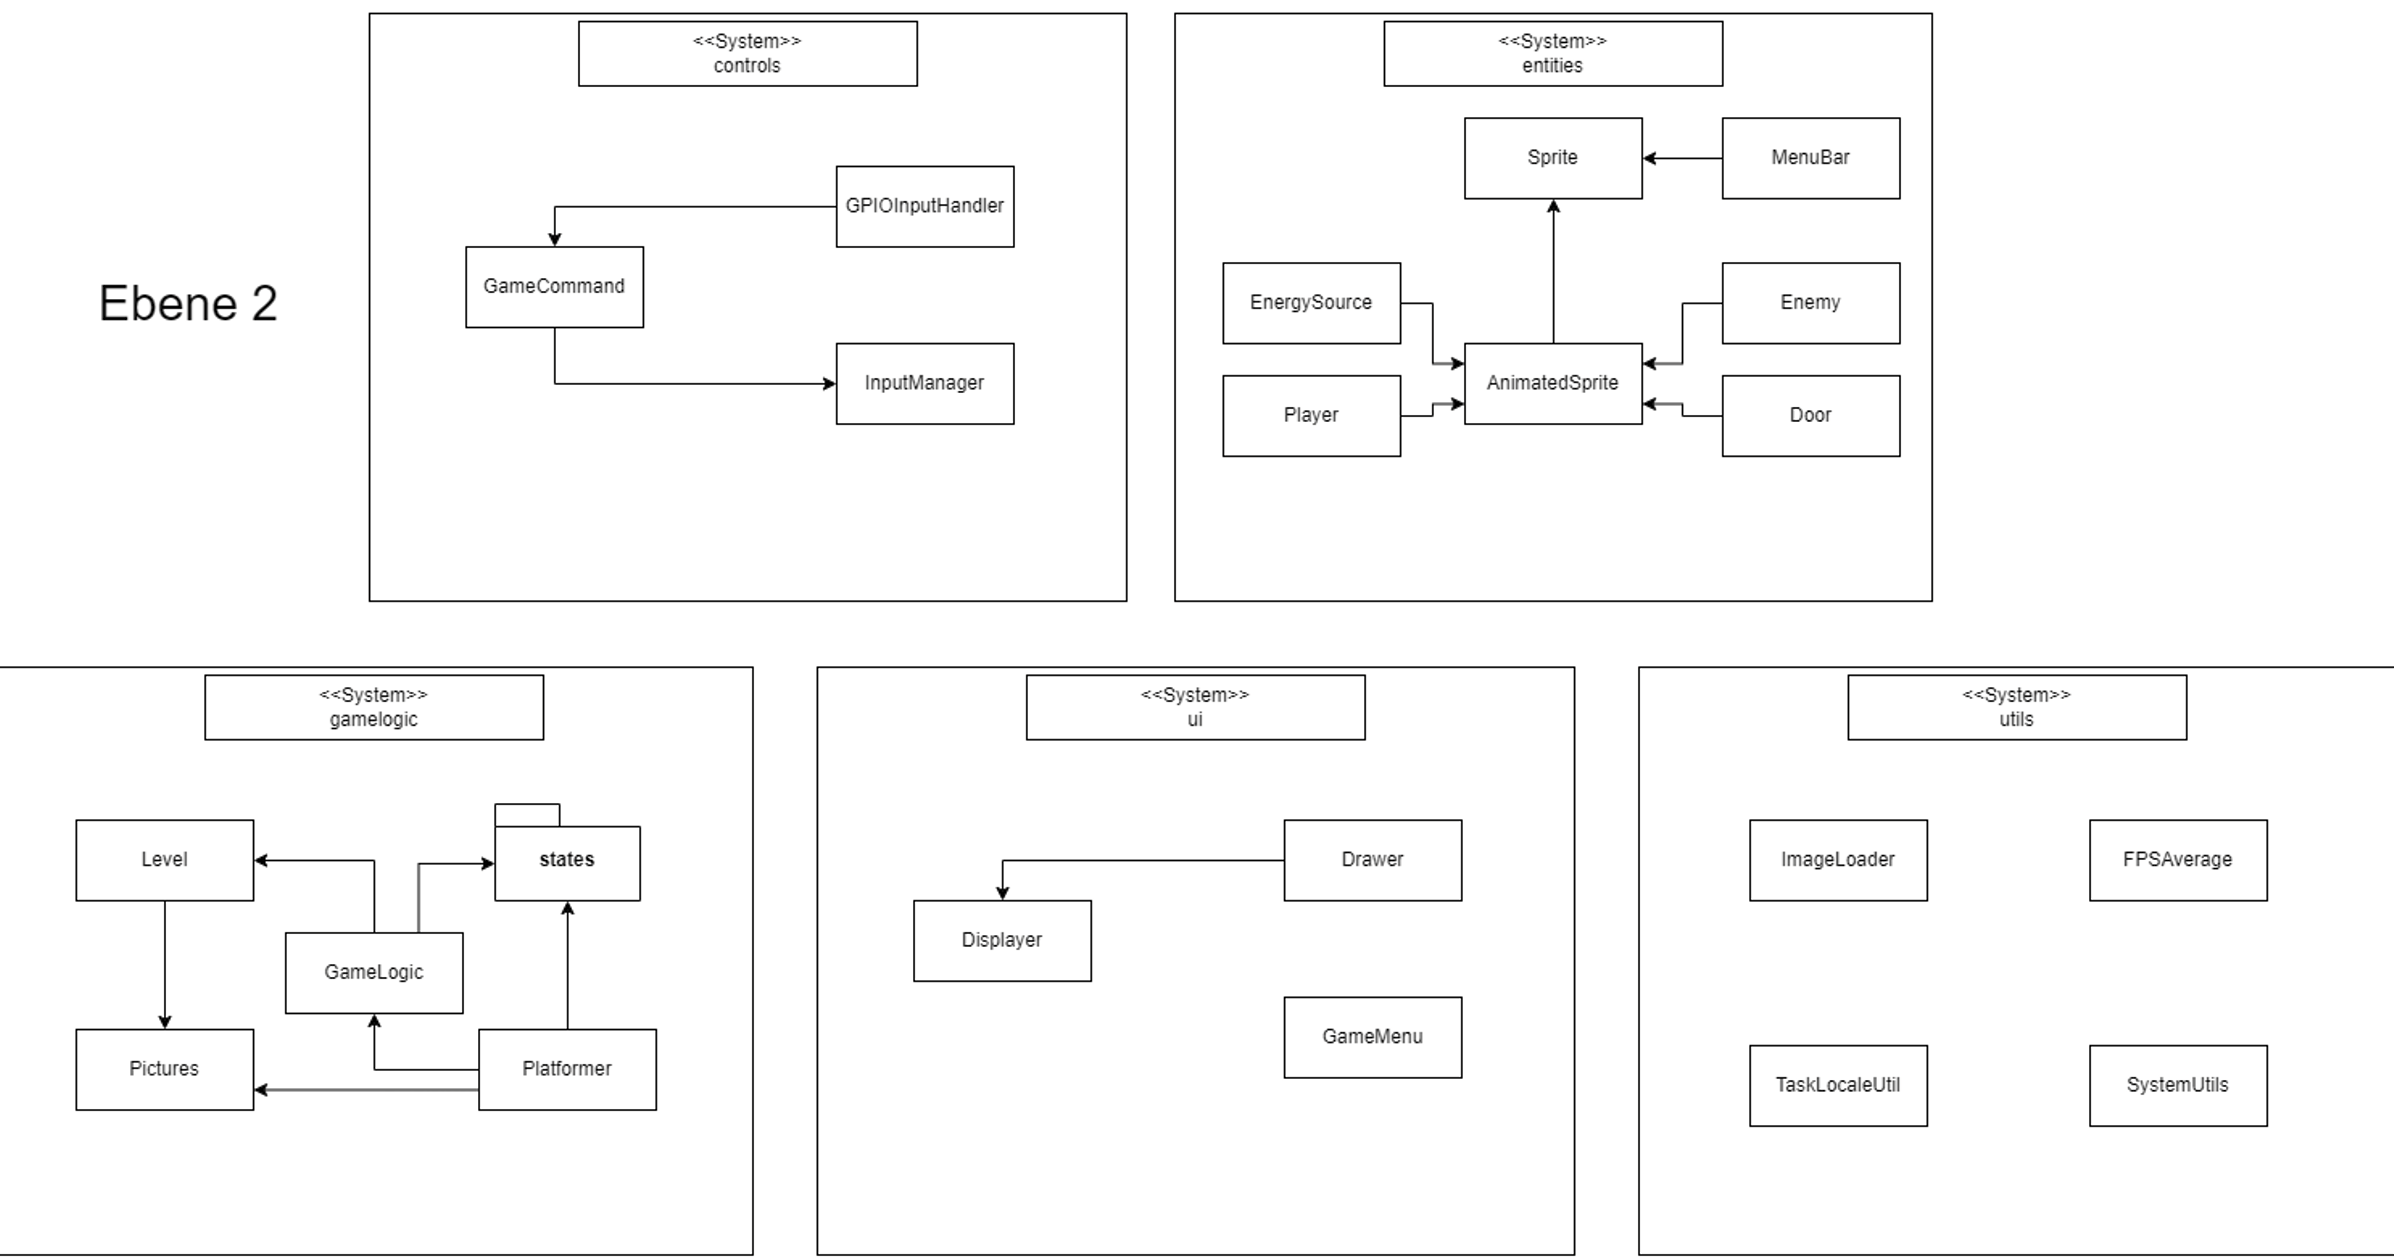 <<System>>
controls
GPIOInputHandler
GameCommand
InputManager
<<System>>
entities
Sprite
MenuBar
EnergySource
Enemy
AnimatedSprite
Player
Door
Ebene 2
<<System>>
gamelogic
Level
states
GameLogic
Pictures
Platformer
<<System>>
ui
Drawer
Displayer
GameMenu
<<System>>
utils
ImageLoader
FPSAverage
TaskLocaleUtil
SystemUtils